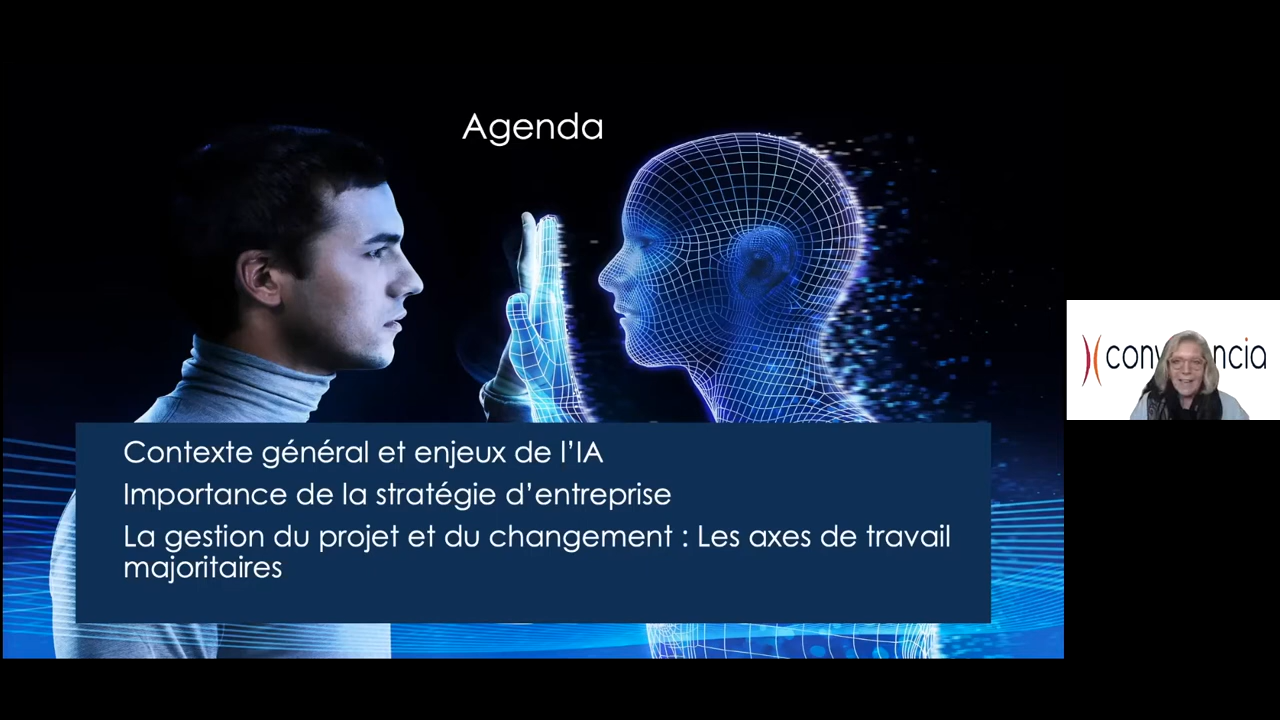 Agenda
Contexte général et enjeux de l’IA
Importance de la stratégie d’entreprise
La gestion du projet et du changement : Les axes de travail
majoritaires